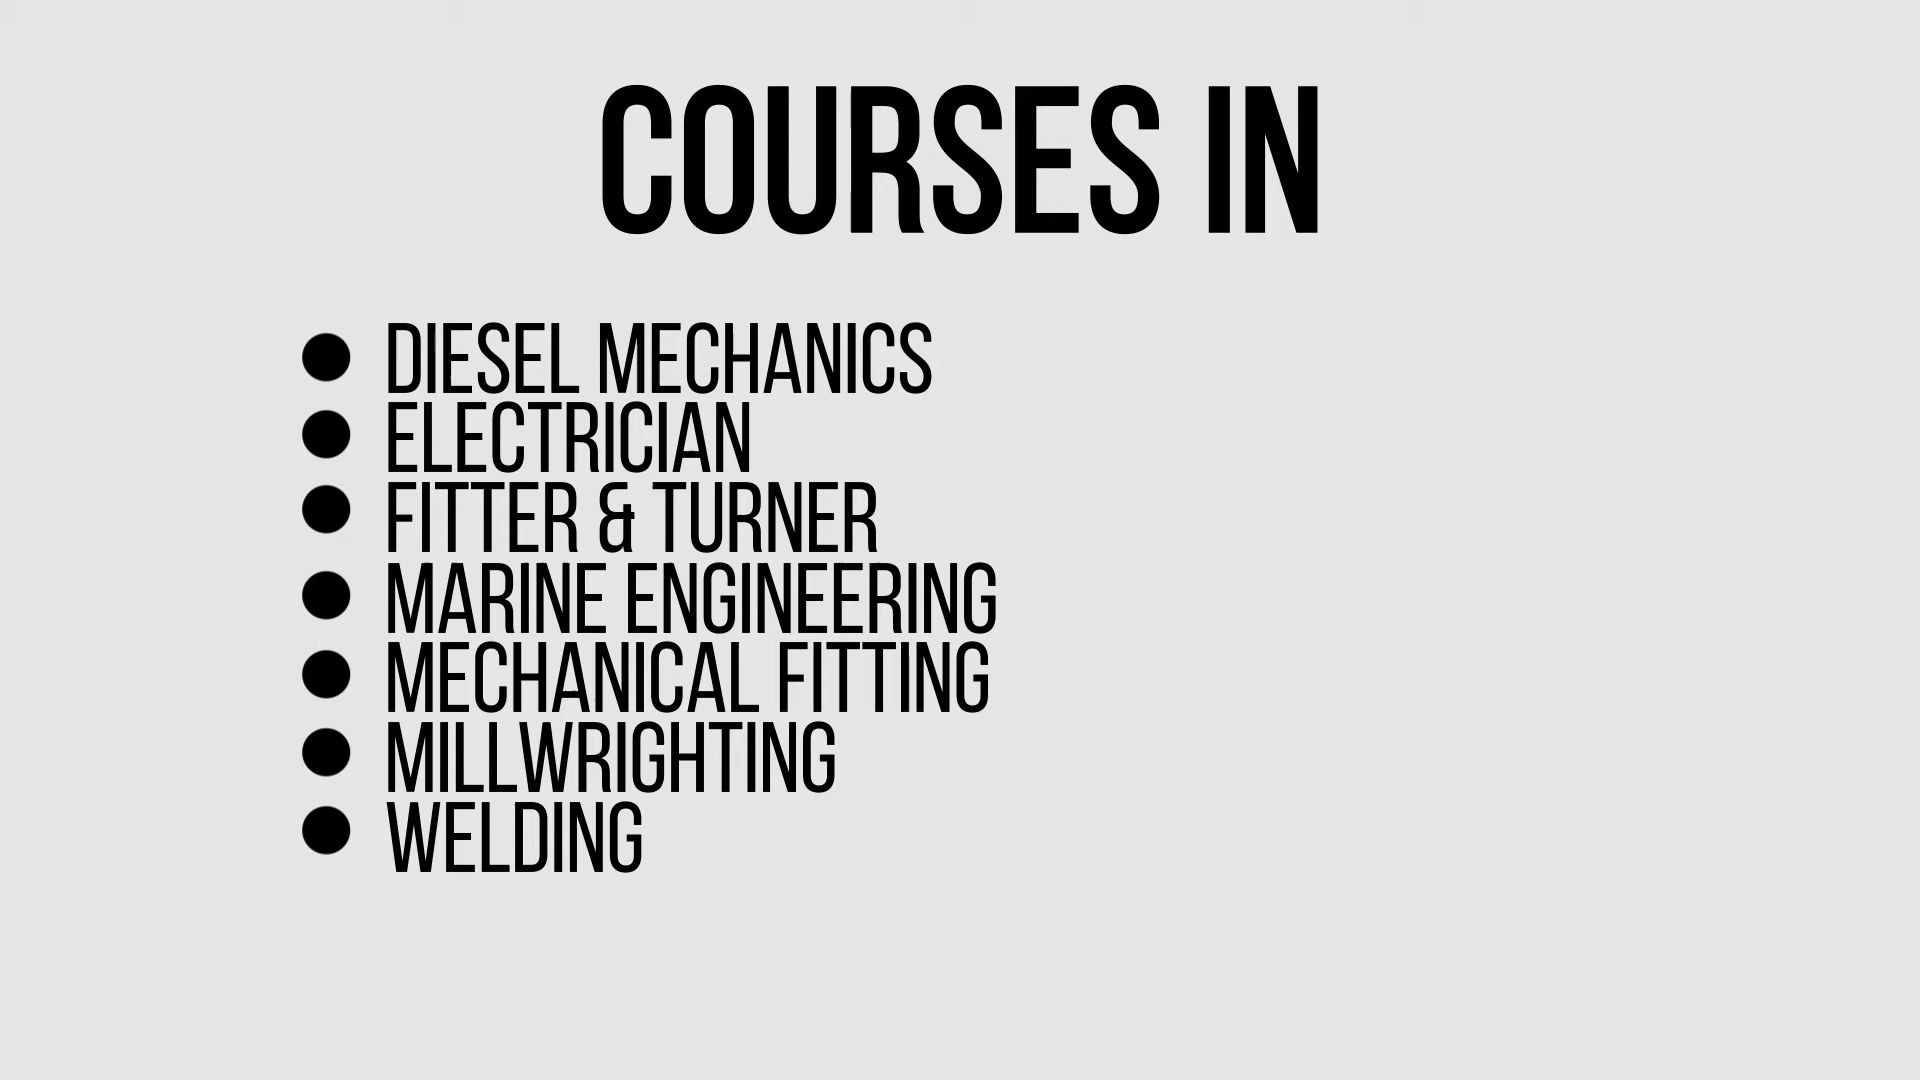 COURSES IN
● DIESEL MECHANICS
● ELECTRICIAN
● FITTER & TURNER
● MARINE ENGINEERING
● MECHANICAL FITTING
● MILLWRIGHTING
● WELDING